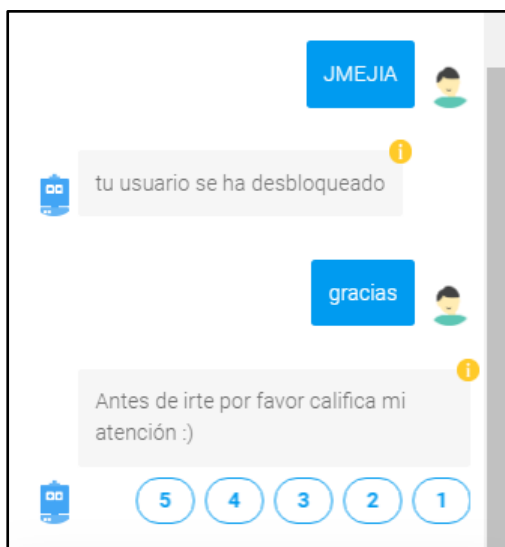 JMEJIA
i
tu usuario se ha desbloqueado
gracias
i
Antes de irte por favor califica mi
atención :)
5 4 3 2 1